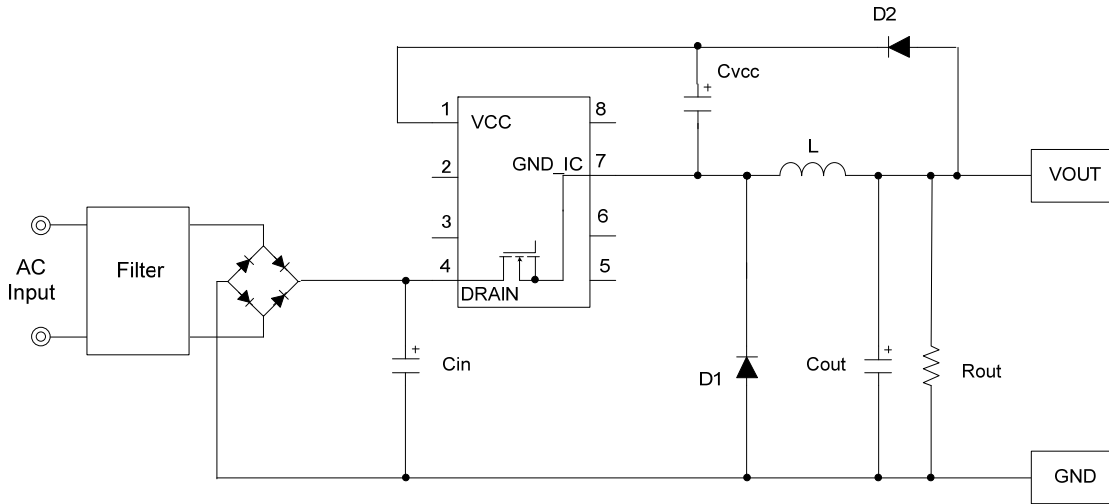 D2
Cvcc
+
1
VCC
8
GND_IC
7
L
VOUT
2
3
6
AC
Input
Filter
4
DRAIN
5
+
Cin
D1
+
Cout
Rout
GND